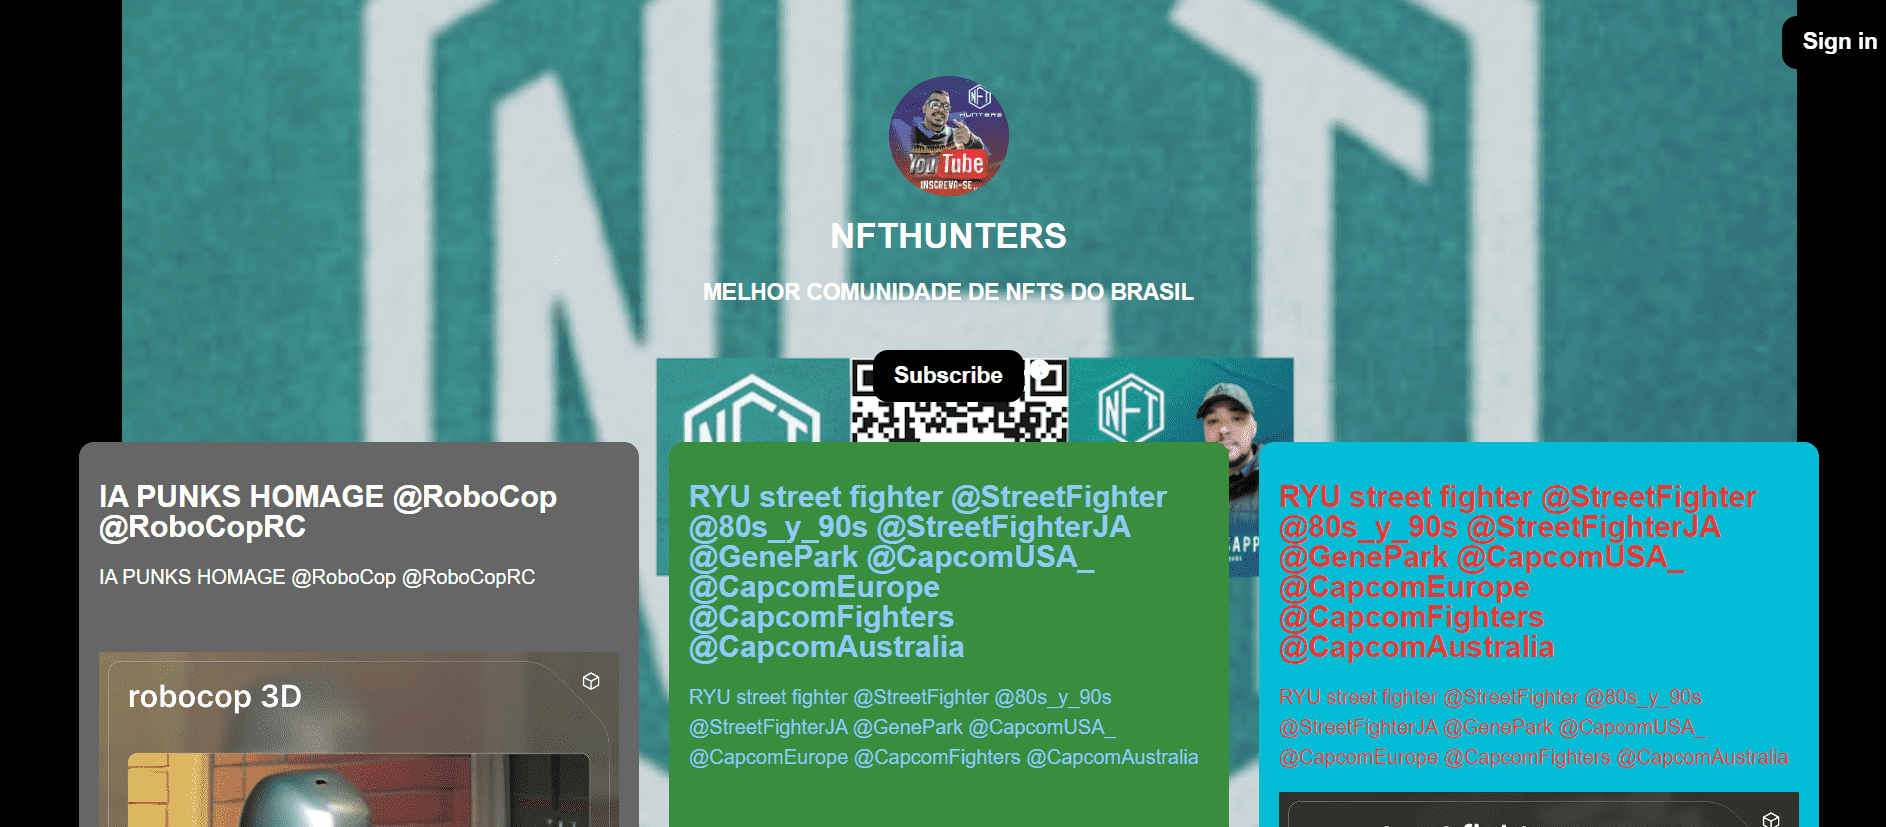 Sign in
NFT
HUNTERS
YouTube
INSCREVA-SE
NFTHUNTERS
MELHOR COMUNIDADE DE NFTS DO BRASIL
Subscribe
NFT
NFT
APP
IA PUNKS HOMAGE @RoboCop
@RoboCopRC
IA PUNKS HOMAGE @RoboCop @RoboCopRC
robocop 3D
RYU street fighter @StreetFighter
@80s_y_90s @StreetFighterJA
@GenePark @CapcomUSA_
@CapcomEurope
@CapcomFighters
@CapcomAustralia
RYU street fighter @StreetFighter @80s_y_90s
@StreetFighterJA @GenePark @CapcomUSA_
@CapcomEurope @CapcomFighters @CapcomAustralia
RYU street fighter @StreetFighter
@80s_y_90s @StreetFighterJA
@GenePark @CapcomUSA_
@CapcomEurope
@CapcomFighters
@CapcomAustralia
RYU street fighter @StreetFighter @80s_y_90s
@StreetFighterJA @GenePark @CapcomUSA_
@CapcomEurope @CapcomFighters @CapcomAustralia